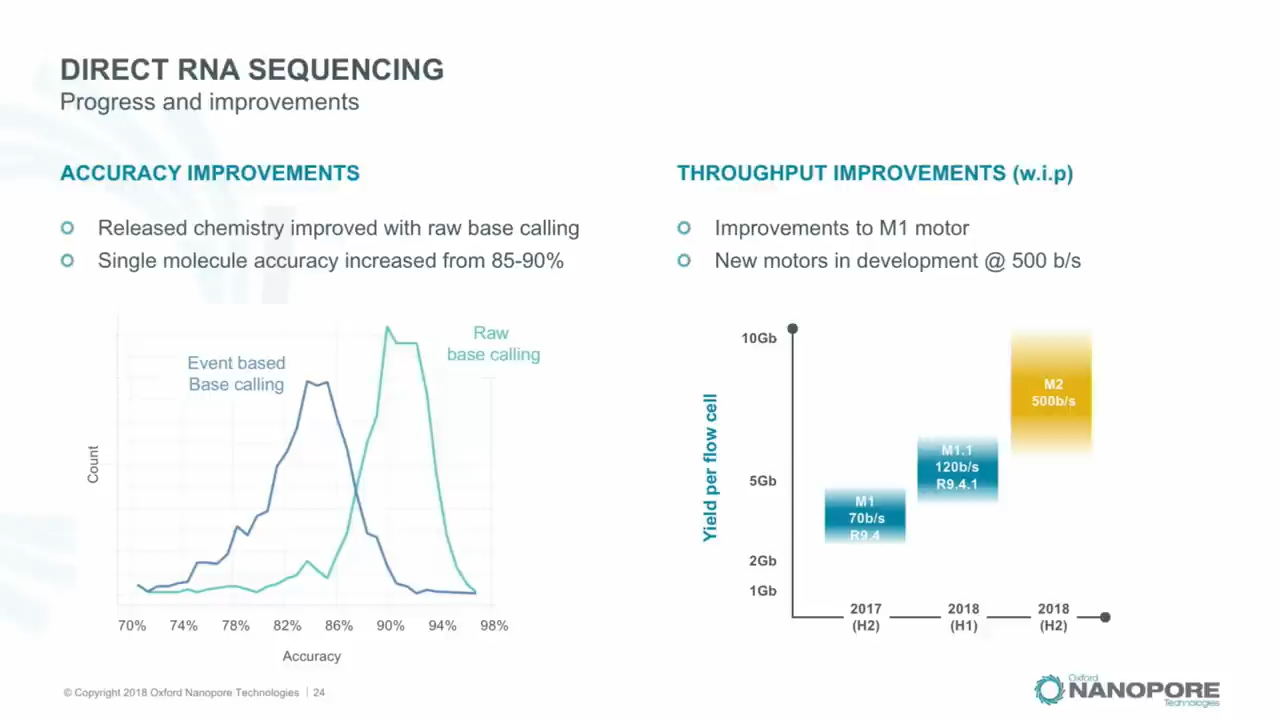 DIRECT RNA SEQUENCING
Progress and improvements
ACCURACY IMPROVEMENTS
Released chemistry improved with raw base calling
Single molecule accuracy increased from 85-90%
Event based
Base calling
Raw
base calling
Count
70% 74% 78% 82% 86% 90% 94% 98%
Accuracy
THROUGHPUT IMPROVEMENTS (w.i.p)
Improvements to M1 motor
New motors in development @ 500 b/s
Yield per flow cell
10Gb
5Gb
2Gb
1Gb
M1
70b/s
R9.4
M1.1
120b/s
R9.4.1
M2
500b/s
2017
(H2)
2018
(H1)
2018
(H2)
© Copyright 2018 Oxford Nanopore Technologies | 24
Oxford
NANOPORE
Technologies